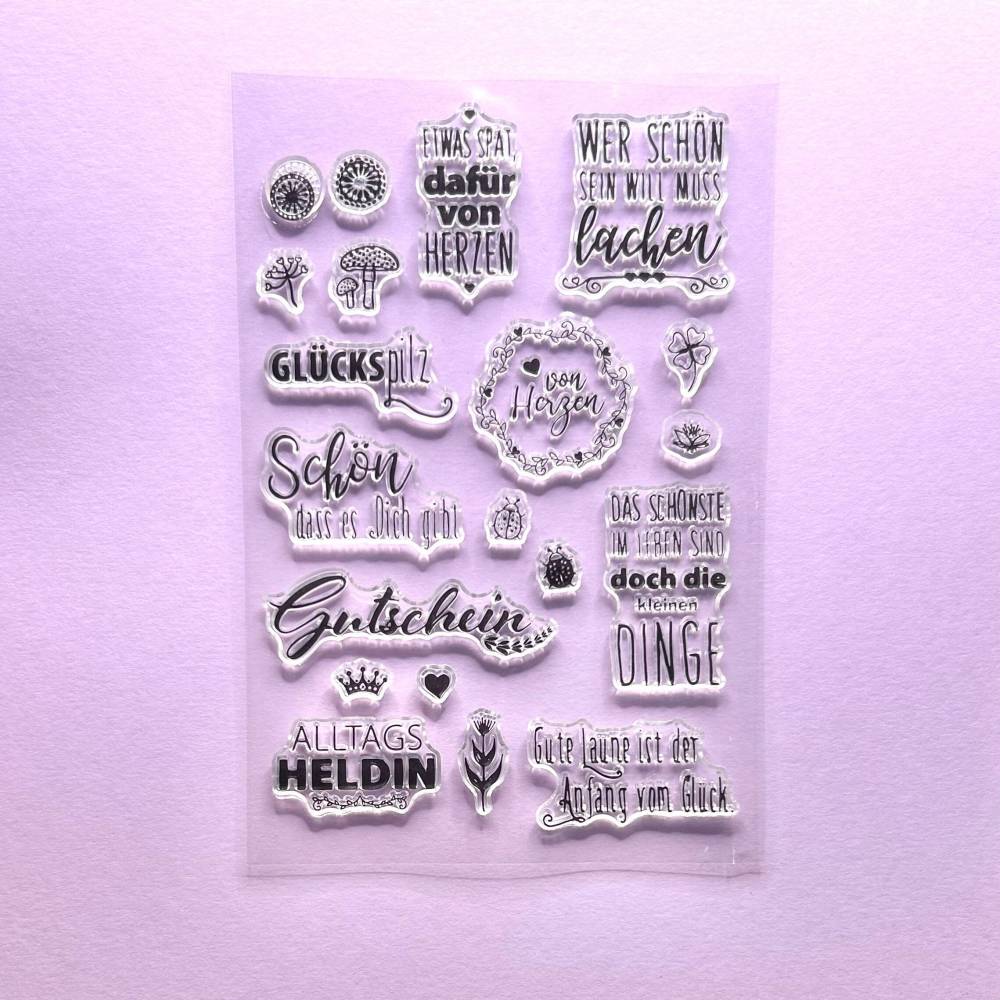 ETWAS SPÄT,
dafür
von
HERZEN
WER SCHÖN
SEIN WILL MUSS
lachen
GLÜCKSpilz
von
Herzen
Schön
dass es Dich gibt
DAS SCHÖNSTE
IM LEBEN SIND
doch die
kleinen
DINGE
Gutschein
ALLTAGS
HELDIN
Gute Laune ist der
Anfang vom Glück.